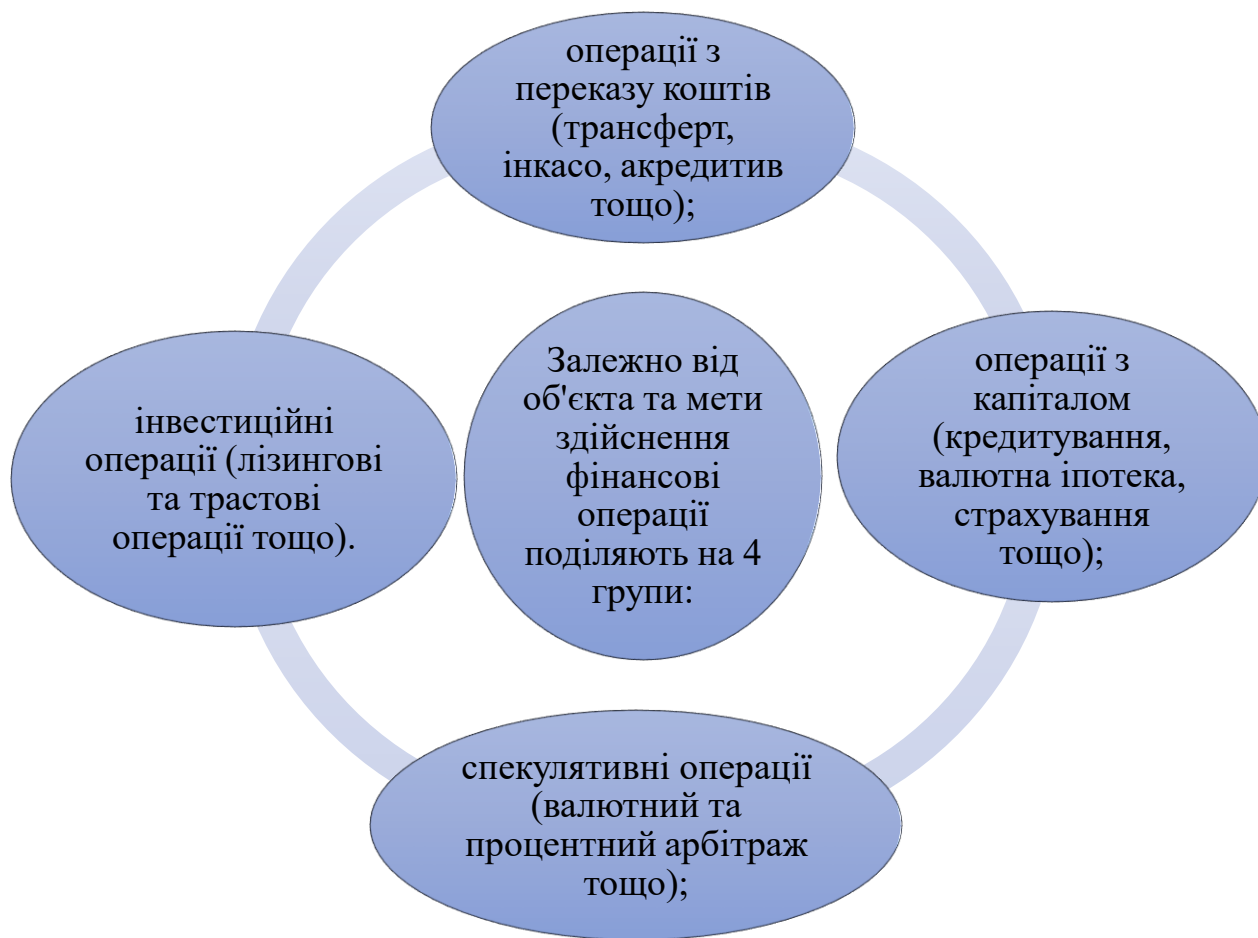 операції з
переказу коштів
(трансферт,
інкасо, акредитив
тощо);
Залежно від
об'єкта та мети
здійснення
фінансові
операції
поділяють на 4
групи:
операції з
капіталом
(кредитування,
валютна іпотека,
страхування
тощо);
спекулятивні операції
(валютний та
процентний арбітраж
тощо);
інвестиційні
операції (лізингові
та трастові
операції тощо).